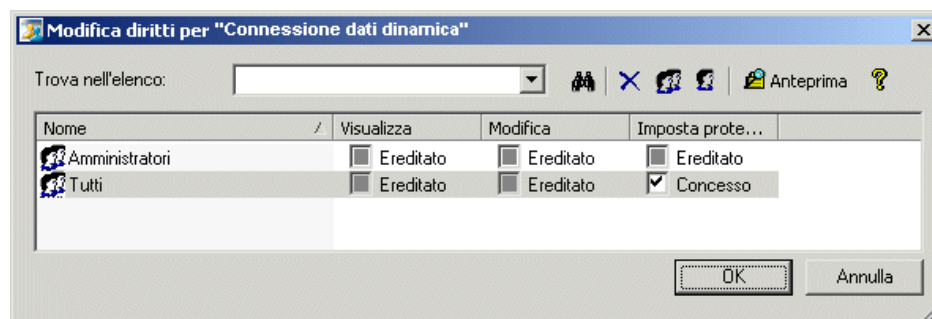 Modifica diritti per "Connessione dati dinamica"
Trova nell'elenco: Anteprima
Nome Visualizza Modifica Imposta prote...
Amministratori Ereditato Ereditato Ereditato
Tutti Ereditato Ereditato Concesso
OK Annulla